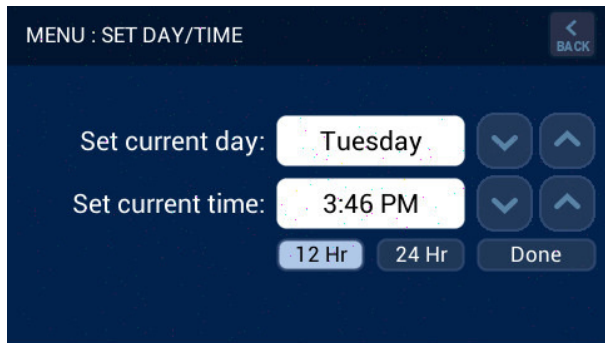 MENU : SET DAY/TIME
BACK
Set current day: Tuesday
Set current time: 3:46 PM
12 Hr 24 Hr Done